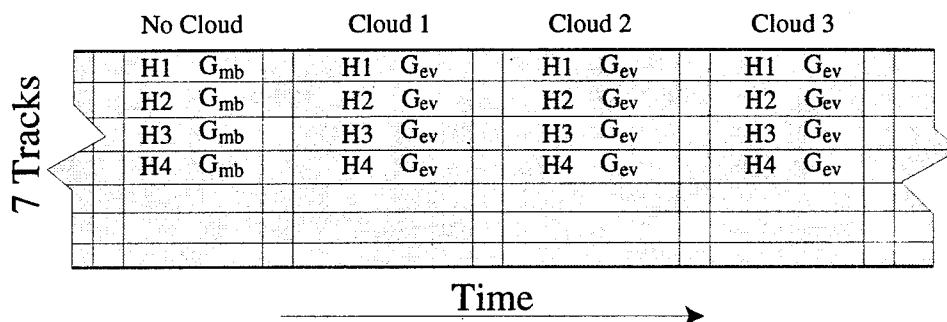 No Cloud Cloud 1 Cloud 2 Cloud 3
H1 Gmb H1 Gev H1 Gev H1 Gev
H2 Gmb H2 Gev H2 Gev H2 Gev
H3 Gmb H3 Gev H3 Gev H3 Gev
H4 Gmb H4 Gev H4 Gev H4 Gev
7 Tracks
Time